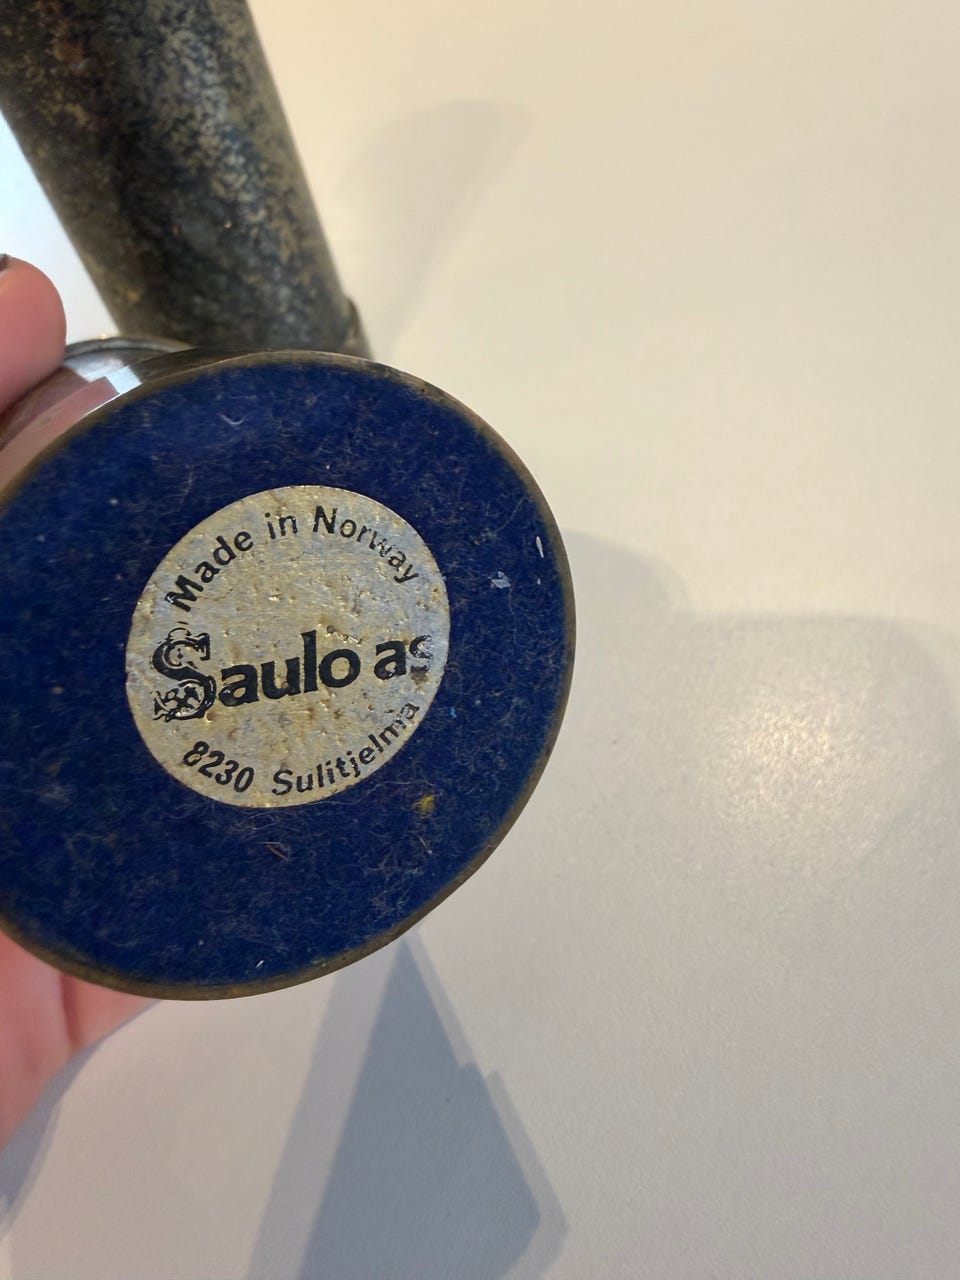 Made in Norway
Saulo as
8230 Sulitjelma